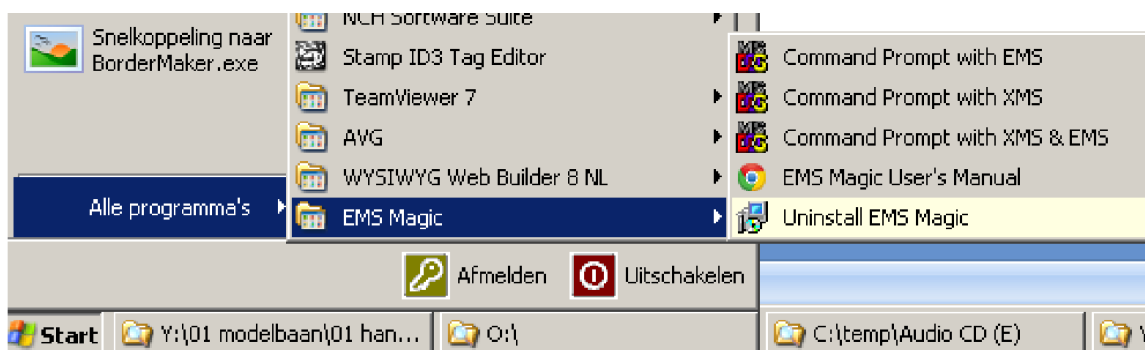 NCH Software Suite
Snelkoppeling naar
BorderMaker.exe
Stamp ID3 Tag Editor
TeamViewer 7
AVG
WYSIWYG Web Builder 8 NL
Alle programma's
EMS Magic
Command Prompt with EMS
Command Prompt with XMS
Command Prompt with XMS & EMS
EMS Magic User's Manual
Uninstall EMS Magic
Afmelden
Uitschakelen
Start
Y:\01 modelbaan\01 han...
O:\
C:\temp\Audio CD (E)